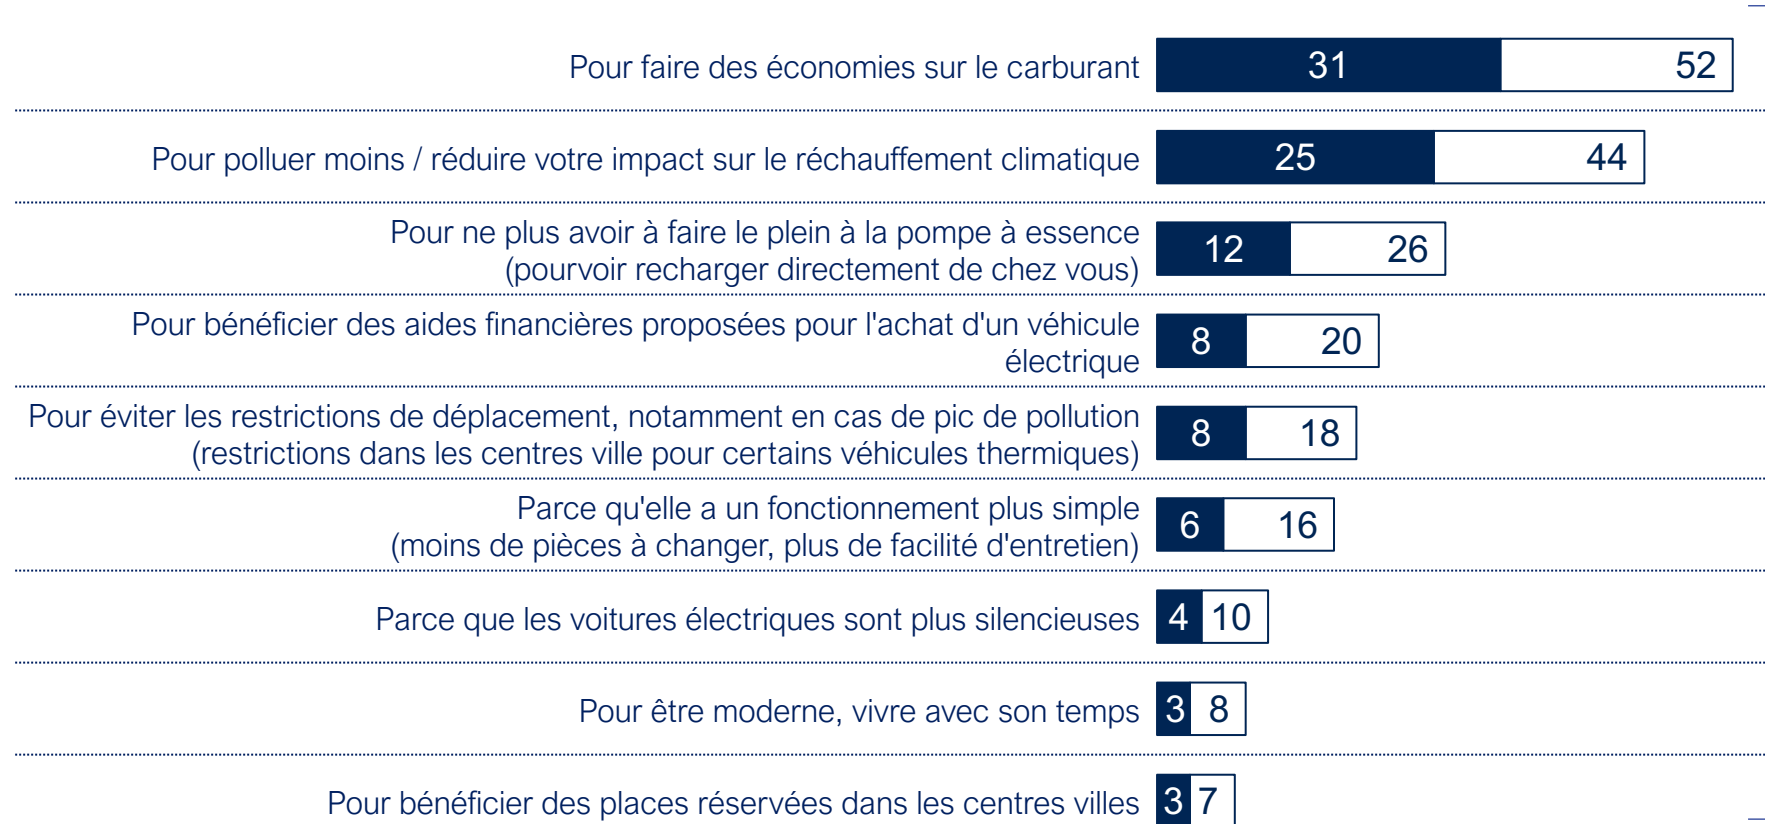 Pour faire des économies sur le carburant 31 52
Pour polluer moins / réduire votre impact sur le réchauffement climatique 25 44
Pour ne plus avoir à faire le plein à la pompe à essence
(pourvoir recharger directement de chez vous) 12 26
Pour bénéficier des aides financières proposées pour l'achat d'un véhicule
électrique 8 20
Pour éviter les restrictions de déplacement, notamment en cas de pic de pollution
(restrictions dans les centres ville pour certains véhicules thermiques) 8 18
Parce qu'elle a un fonctionnement plus simple
(moins de pièces à changer, plus de facilité d'entretien) 6 16
Parce que les voitures électriques sont plus silencieuses 4 10
Pour être moderne, vivre avec son temps 3 8
Pour bénéficier des places réservées dans les centres villes 3 7